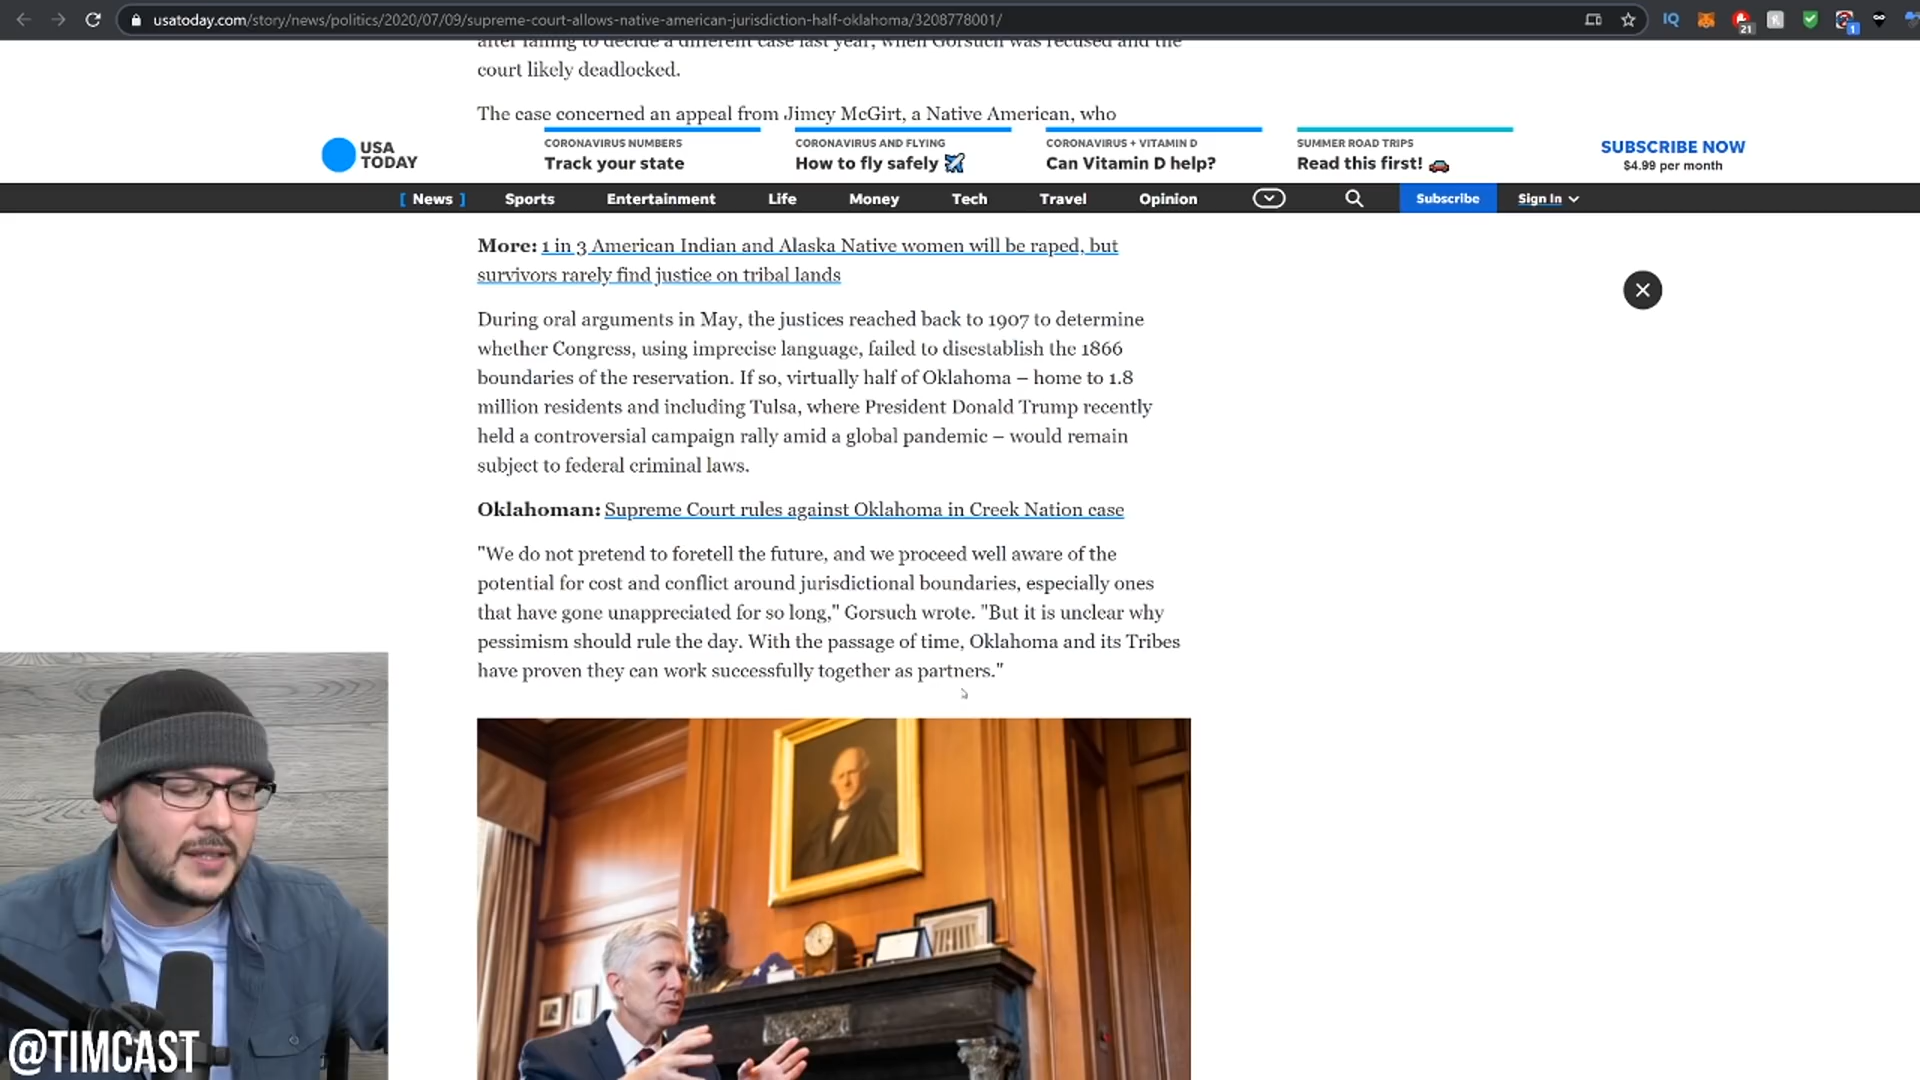 usatoday.com/story/news/politics/2020/07/09/supreme-court-allows-native-american-jurisdiction-half-oklahoma/3208778001/
IQ
21
1
after failing to decide a different case last year, when Gorsuch was recused and the
court likely deadlocked.
The case concerned an appeal from Jimcy McGirt, a Native American, who
USA
TODAY
CORONAVIRUS NUMBERS
Track your state
CORONAVIRUS AND FLYING
How to fly safely
CORONAVIRUS + VITAMIN D
Can Vitamin D help?
SUMMER ROAD TRIPS
Read this first!
SUBSCRIBE NOW
$4.99 per month
[ News ]
Sports
Entertainment
Life
Money
Tech
Travel
Opinion
Subscribe
Sign In
More: 1 in 3 American Indian and Alaska Native women will be raped, but
survivors rarely find justice on tribal lands
During oral arguments in May, the justices reached back to 1907 to determine
whether Congress, using imprecise language, failed to disestablish the 1866
boundaries of the reservation. If so, virtually half of Oklahoma – home to 1.8
million residents and including Tulsa, where President Donald Trump recently
held a controversial campaign rally amid a global pandemic – would remain
subject to federal criminal laws.
Oklahoman: Supreme Court rules against Oklahoma in Creek Nation case
"We do not pretend to foretell the future, and we proceed well aware of the
potential for cost and conflict around jurisdictional boundaries, especially ones
that have gone unappreciated for so long," Gorsuch wrote. "But it is unclear why
pessimism should rule the day. With the passage of time, Oklahoma and its Tribes
have proven they can work successfully together as partners."
@TIMCAST